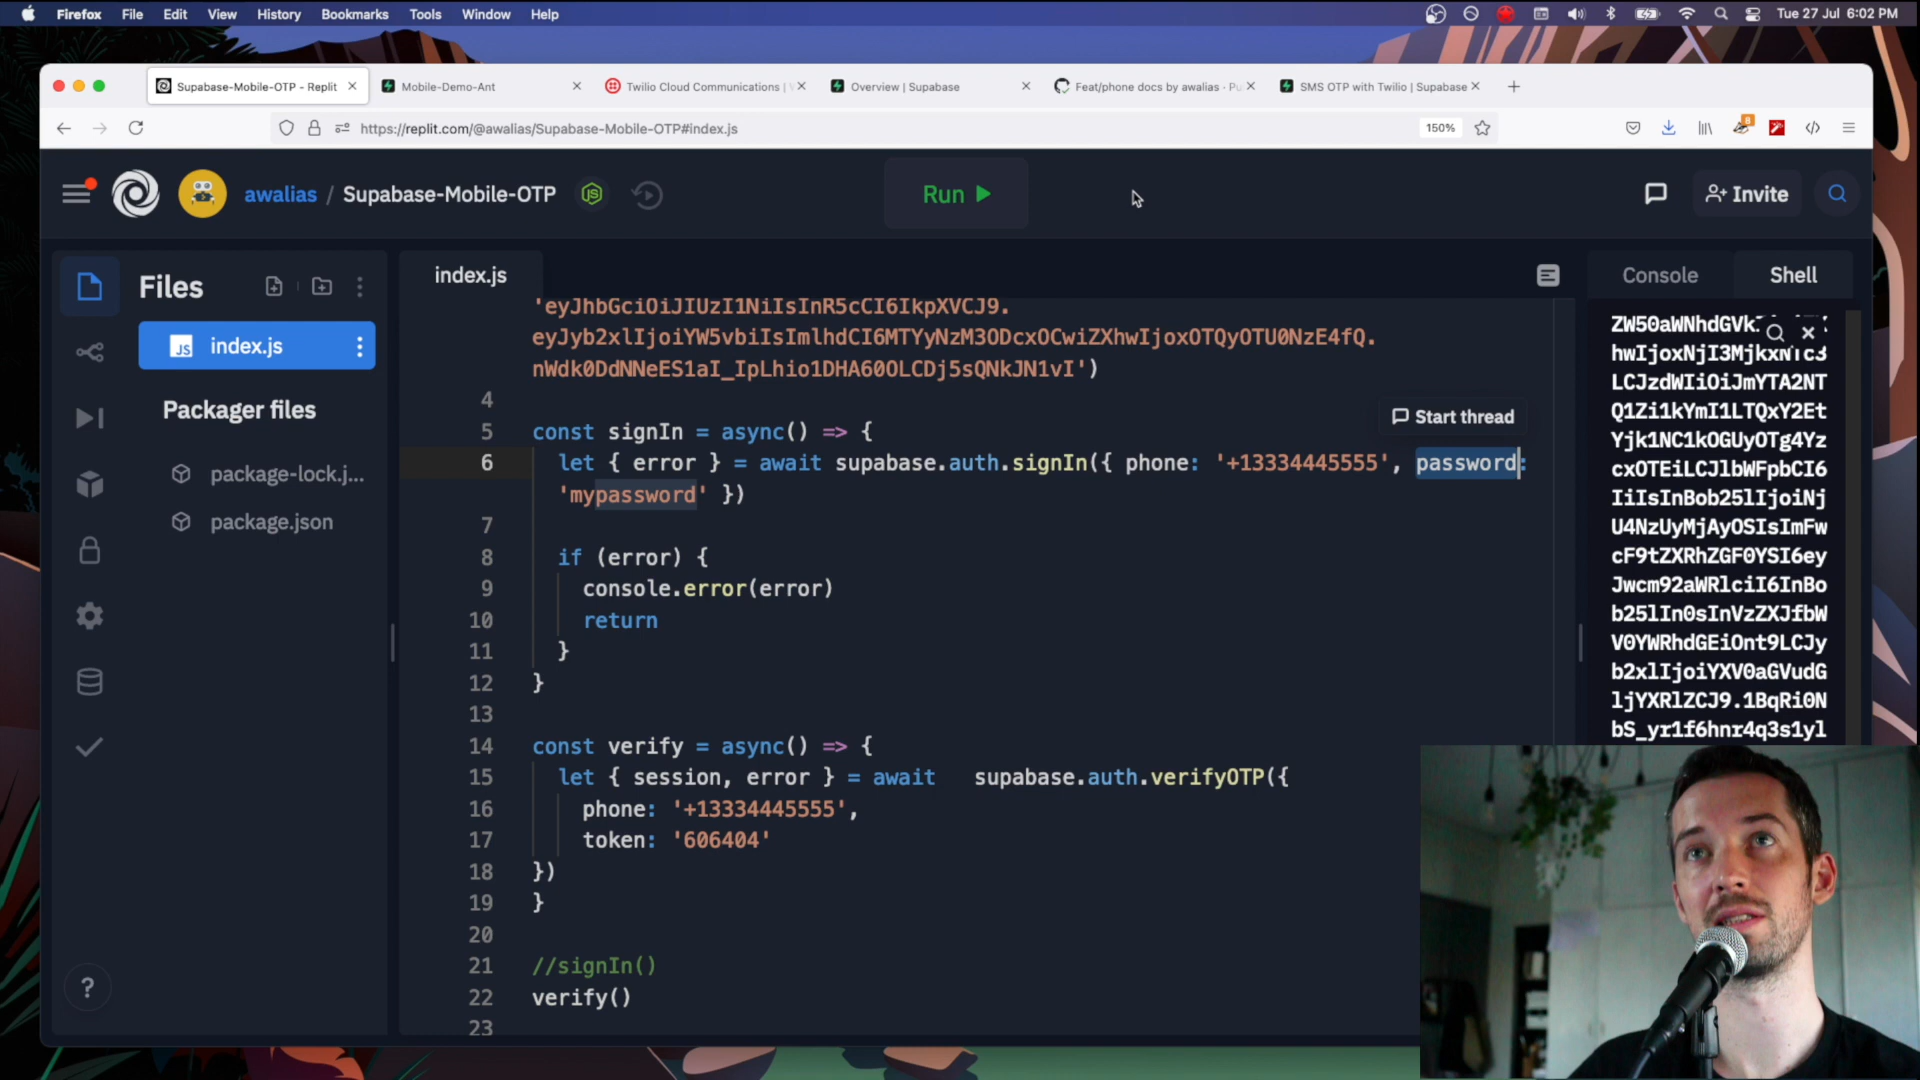 Firefox File Edit View History Bookmarks Tools Window Help
Tue 27 Jul 6:02 PM
Supabase-Mobile-OTP - Replit
Mobile-Demo-Ant
Twilio Cloud Communications |
Overview | Supabase
Feat/phone docs by awalias · Pu
SMS OTP with Twilio | Supabase
https://replit.com/@awalias/Supabase-Mobile-OTP#index.js
150%
8
awalias / Supabase-Mobile-OTP
Run
Invite
Files
index.js
Packager files
package-lock.j...
package.json
?
index.js
'eyJhbGciOiJIUzI1NiIsInR5cCI6IkpXVCJ9.
eyJyb2xlIjoiYW5vbiIsImlhdCI6MTYyNzM3ODcxOCwiZXhwIjoxOTQyOTU0NzE4fQ.
nWdk0DdNNeES1aI_IpLhio1DHA60OLCDj5sQNkJN1vI')
4
Start thread
5 const signIn = async() => {
6 let { error } = await supabase.auth.signIn({ phone: '+13334445555', password:
'mypassword' })
7
8 if (error) {
9 console.error(error)
10 return
11 }
12 }
13
14 const verify = async() => {
15 let { session, error } = await supabase.auth.verifyOTP({
16 phone: '+13334445555',
17 token: '606404'
18 })
19 }
20
21 //signIn()
22 verify()
23
Console Shell
LCJzdWIiOiJmYTA2NT
Q1Zi1kYmI1LTQxY2Et
Yjk1NC1kOGUyOTg4Yz
cxOTEiLCJlbWFpbCI6
IiIsInBob25lIjoiNj
U4NzUyMjAyOSIsImFw
cF9tZXRhZGF0YSI6ey
Jwcm92aWRlciI6InBo
b25lIn0sInVzZXJfbW
V0YWRhdGEiOnt9LCJy
b2xlIjoiYXV0aGVudG
ljYXRlZCJ9.1BqRi0N
bS_yr1f6hnr4q3s1yl